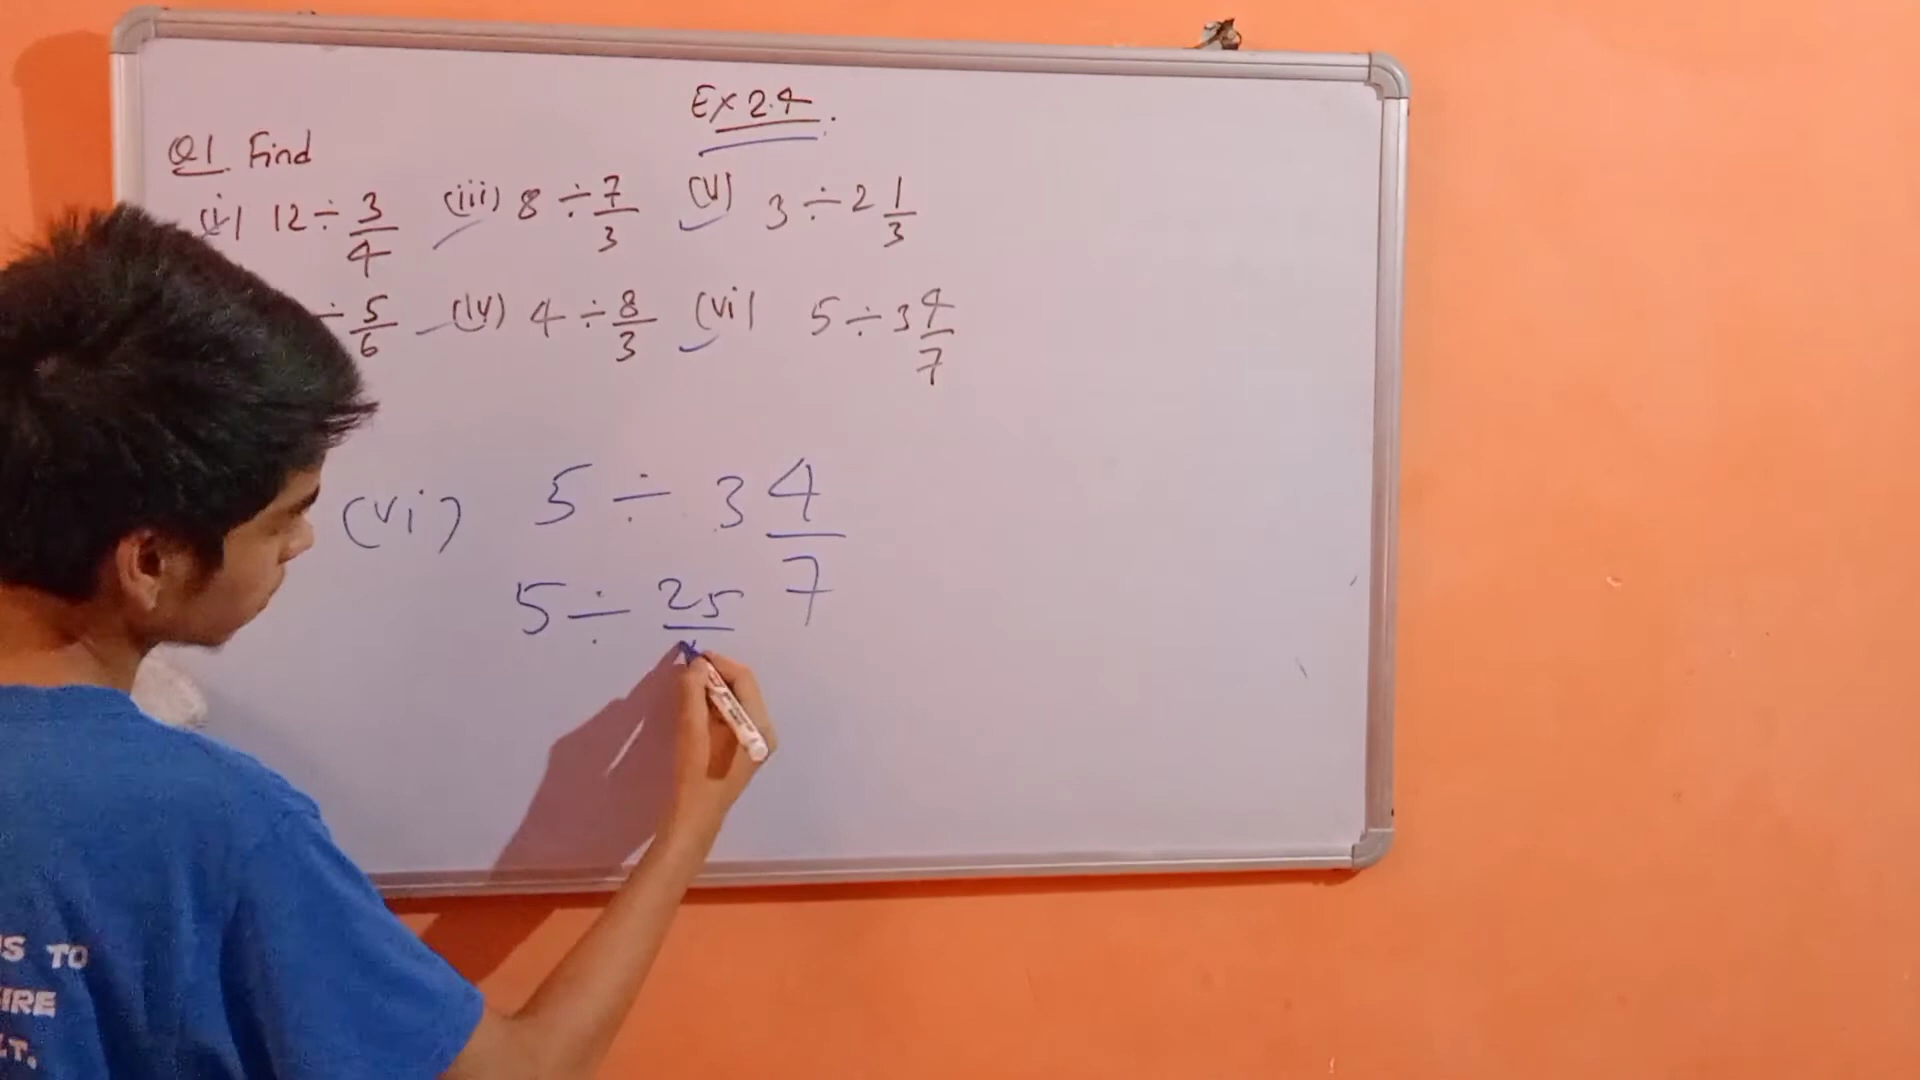 Ex 2.4
Q1. Find
(i) 12 ÷ 3/4 (iii) 8 ÷ 7/3 (v) 3 ÷ 2 1/3
÷ 5/6 (iv) 4 ÷ 8/3 (vi) 5 ÷ 3 4/7
(vi) 5 ÷ 3 4/7
5 ÷ 25
TO